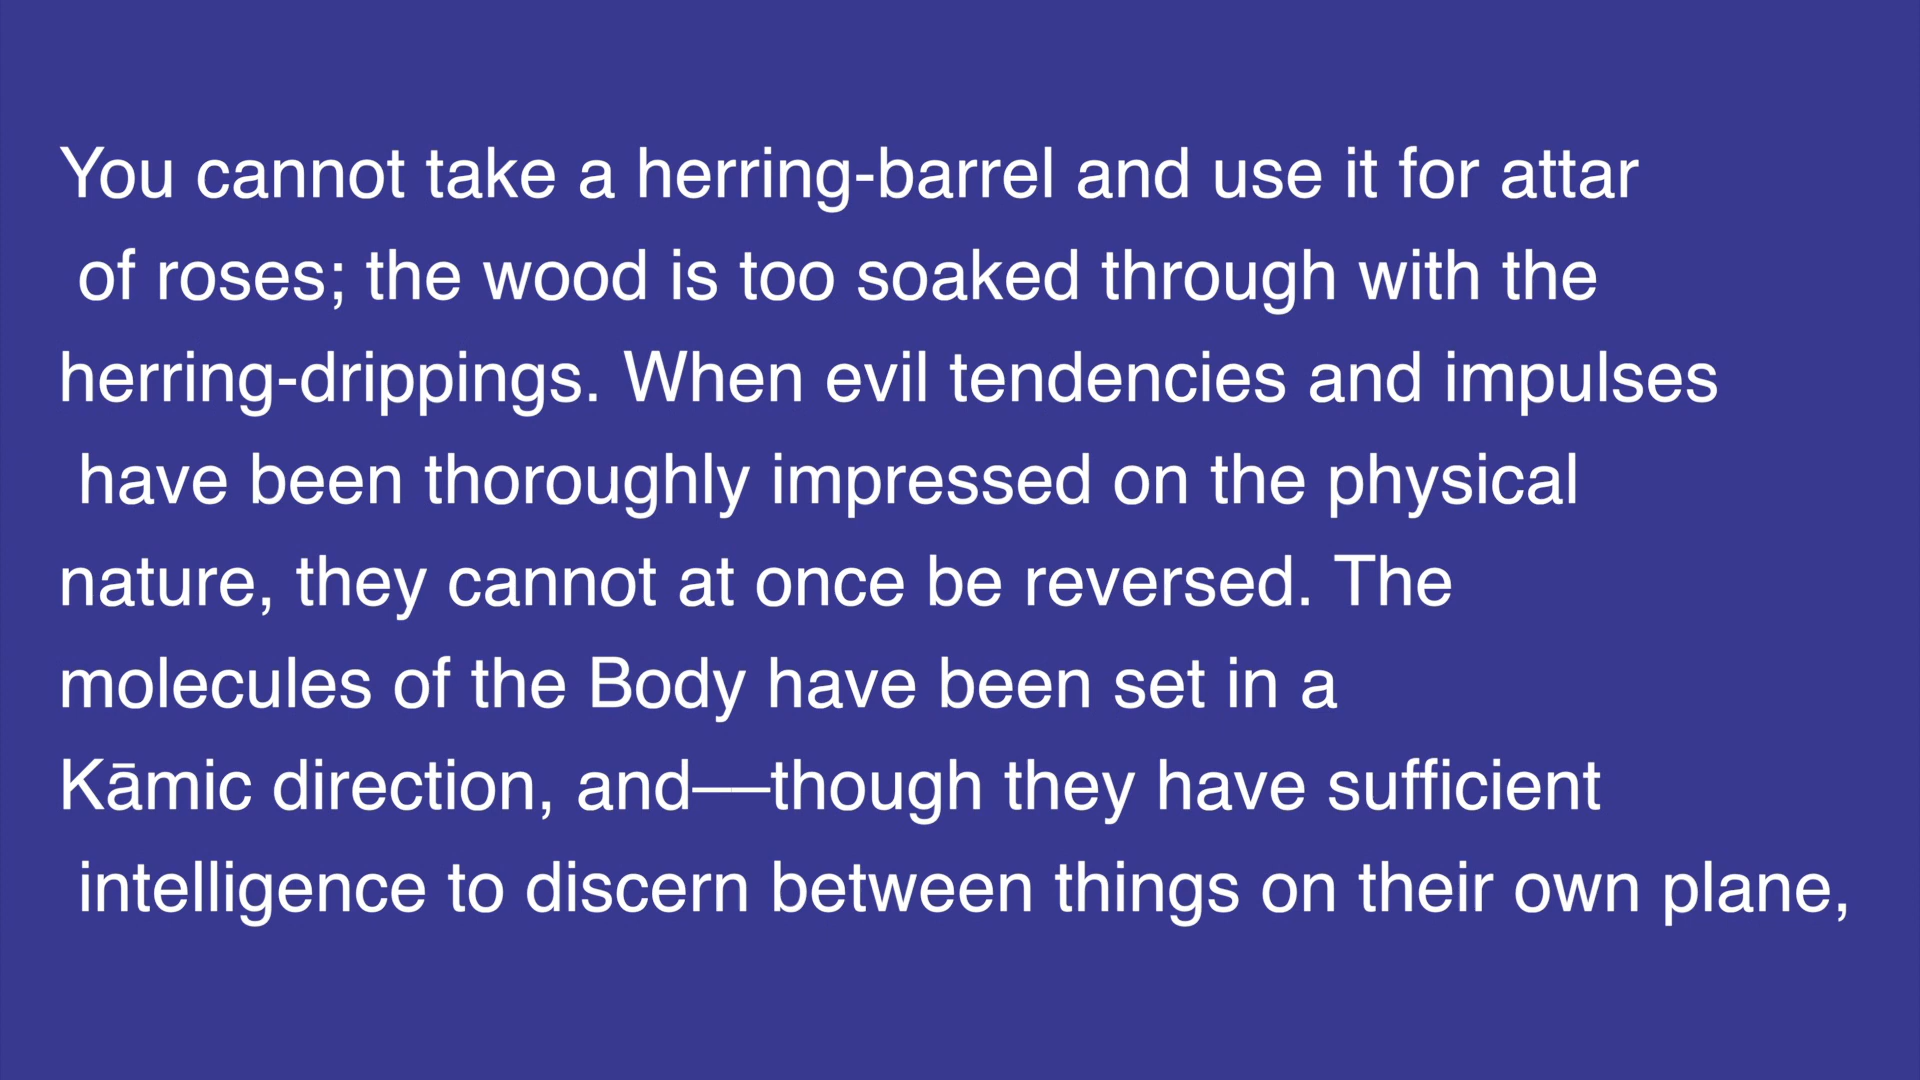 You cannot take a herring-barrel and use it for attar
of roses; the wood is too soaked through with the
herring-drippings. When evil tendencies and impulses
have been thoroughly impressed on the physical
nature, they cannot at once be reversed. The
molecules of the Body have been set in a
Kāmic direction, and——though they have sufficient
intelligence to discern between things on their own plane,